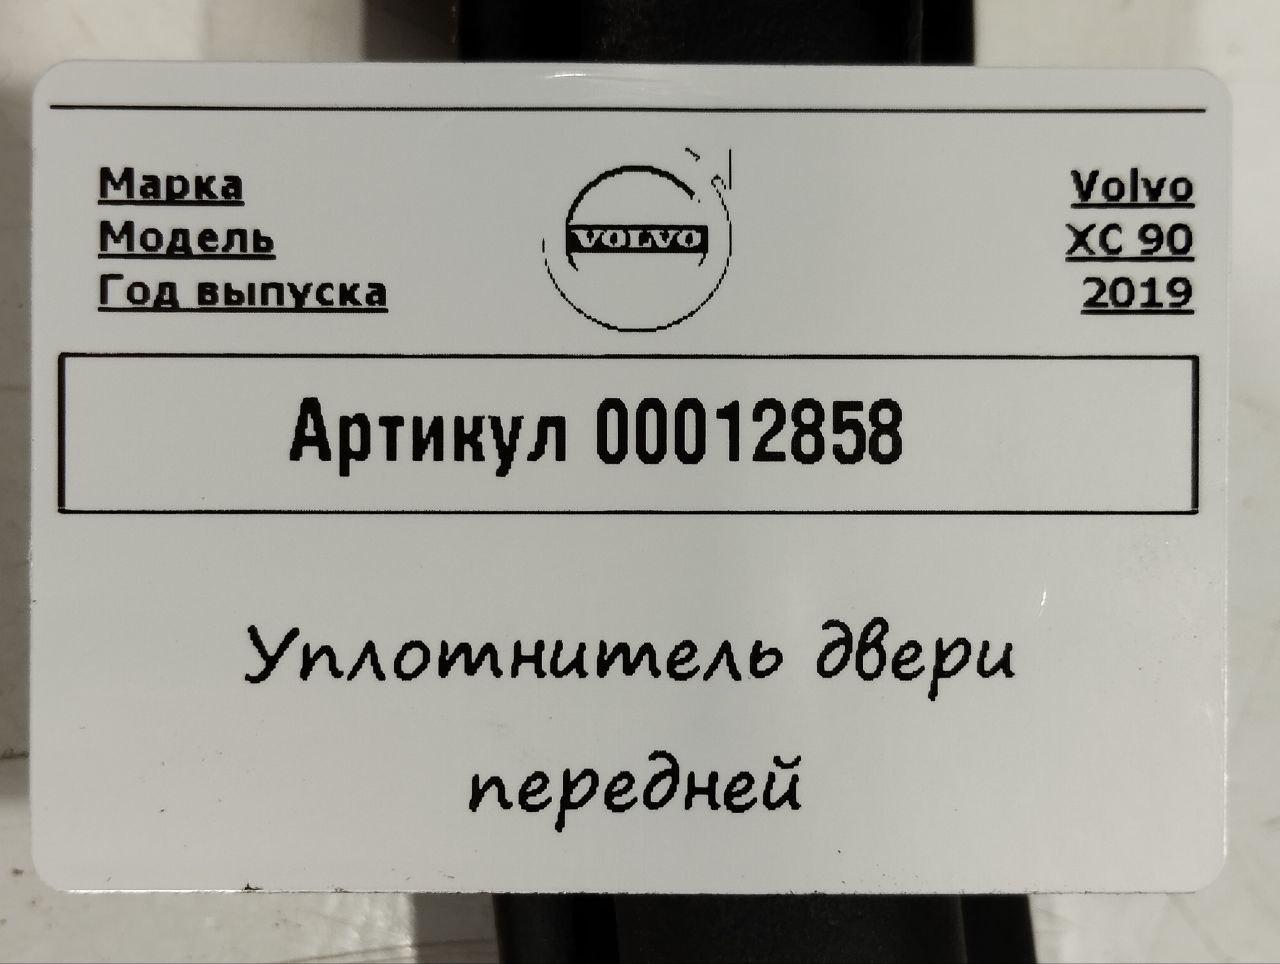 Марка Volvo
Модель XC 90
Год выпуска 2019
VOLVO
Артикул 00012858
Уплотнитель двери
передней